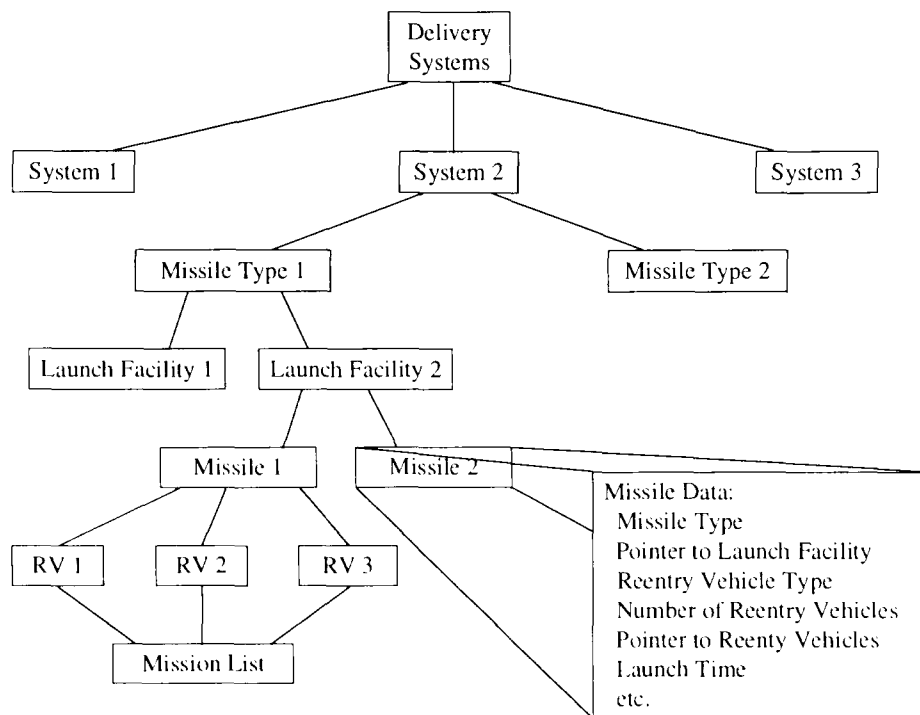 Delivery
Systems
System 1
System 2
System 3
Missile Type 1
Missile Type 2
Launch Facility 1
Launch Facility 2
Missile 1
Missile 2
Missile Data:
Missile Type
Pointer to Launch Facility
Reentry Vehicle Type
Number of Reentry Vehicles
Pointer to Reenty Vehicles
Launch Time
etc.
RV 1
RV 2
RV 3
Mission List